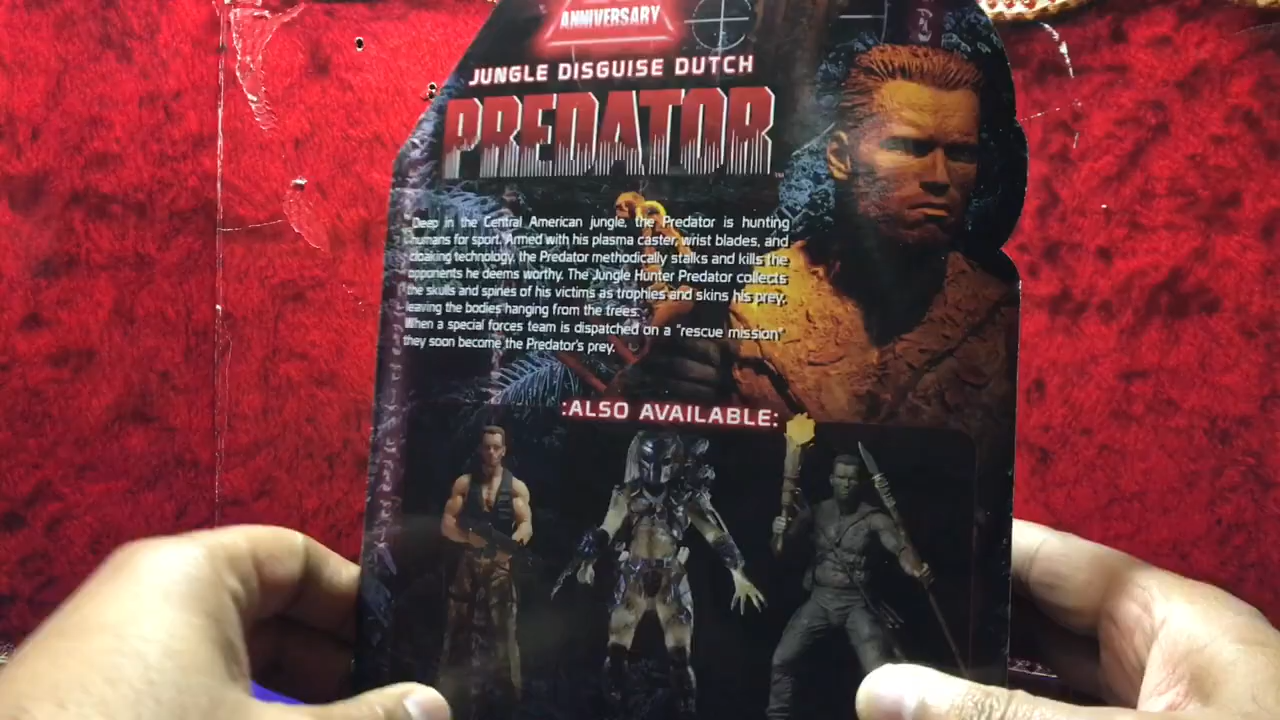 ANNIVERSARY
JUNGLE DISGUISE DUTCH
PREDATOR™
Deep in the Central American jungle, the Predator is hunting
humans for sport. Armed with his plasma caster, wrist blades, and
cloaking technology, the Predator methodically stalks and kills the
opponents he deems worthy. The Jungle Hunter Predator collects
the skulls and spines of his victims as trophies and skins his prey,
leaving the bodies hanging from the trees.
When a special forces team is dispatched on a "rescue mission"
they soon become the Predator's prey.
:ALSO AVAILABLE: